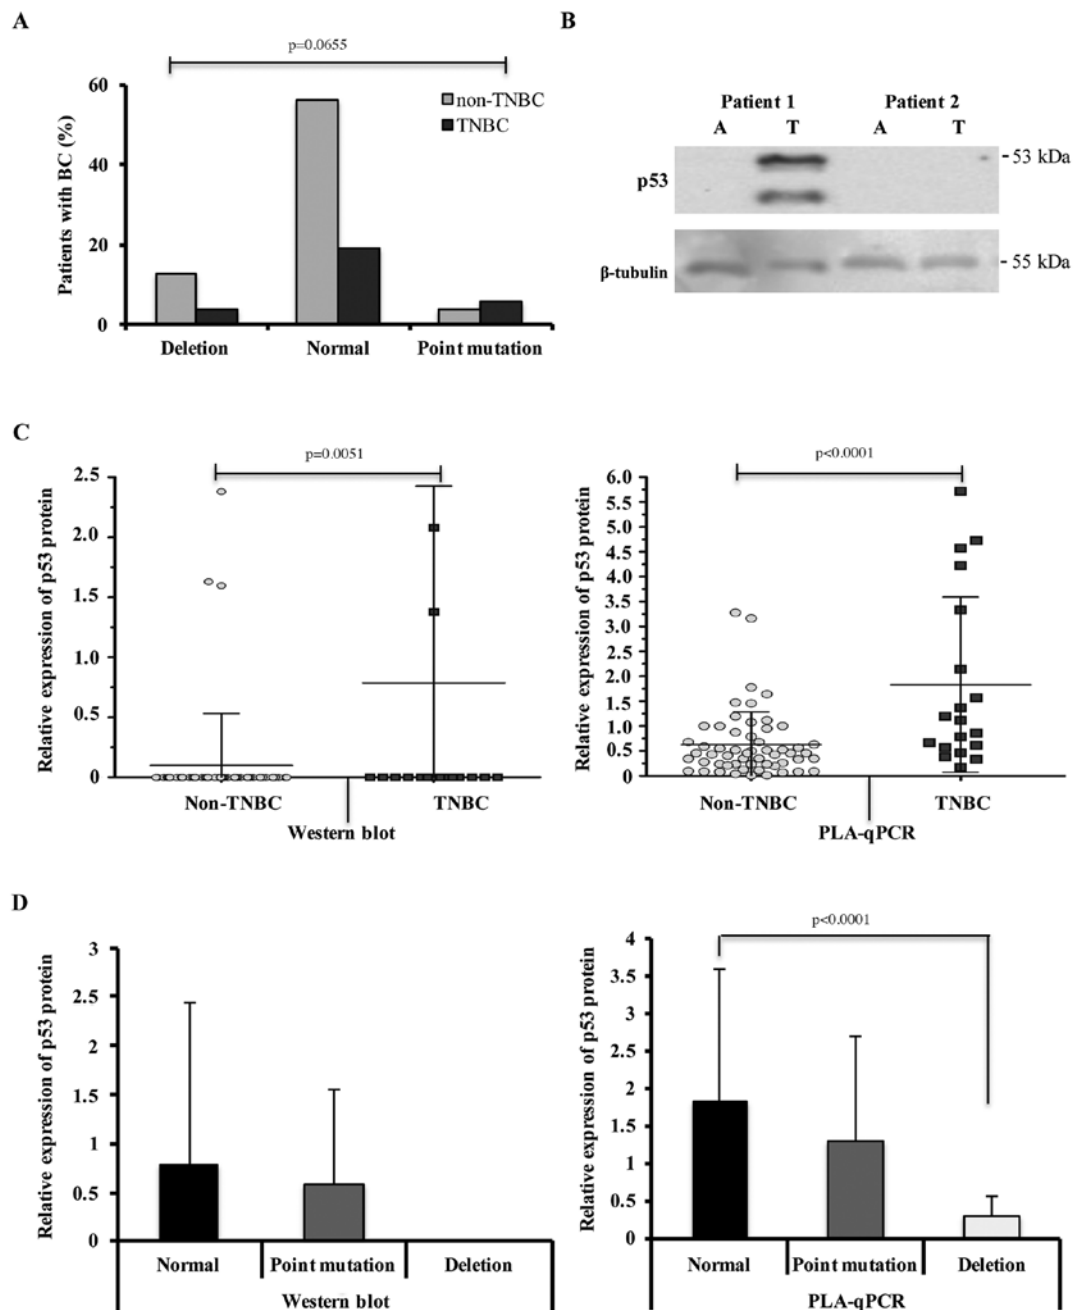 A
p=0.0655
60
40
20
0
Patients with BC (%)
non-TNBC
TNBC
Deletion Normal Point mutation
B
Patient 1 Patient 2
A T A T
p53
- 53 kDa
β-tubulin
- 55 kDa
C
p=0.0051
2.5
2.0
1.5
1.0
0.5
0
Relative expression of p53 protein
Non-TNBC TNBC
Western blot
p<0.0001
6.0
5.0
4.5
4.0
3.5
3.0
2.5
2.0
1.5
1.0
0.5
0
Relative expression of p53 protein
Non-TNBC TNBC
PLA-qPCR
D
3
2.5
2
1.5
1
0.5
0
Relative expression of p53 protein
Normal Point mutation Deletion
Western blot
p<0.0001
4
3.5
3
2.5
2
1.5
1
0.5
0
Relative expression of p53 protein
Normal Point mutation Deletion
PLA-qPCR